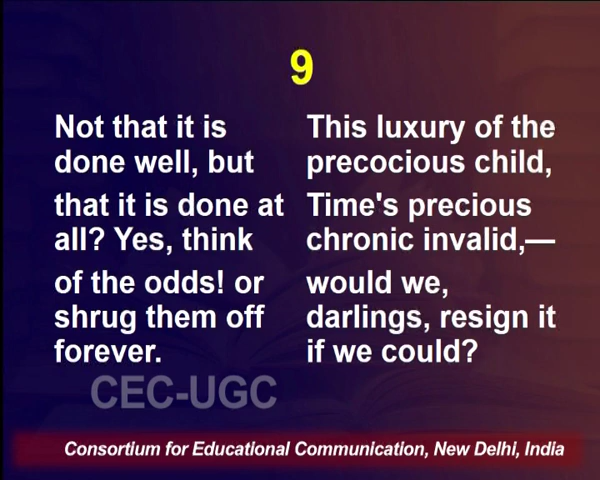 9
Not that it is
done well, but
that it is done at
all? Yes, think
of the odds! or
shrug them off
forever.
This luxury of the
precocious child,
Time's precious
chronic invalid,—
would we,
darlings, resign it
if we could?
CEC-UGC
Consortium for Educational Communication, New Delhi, India